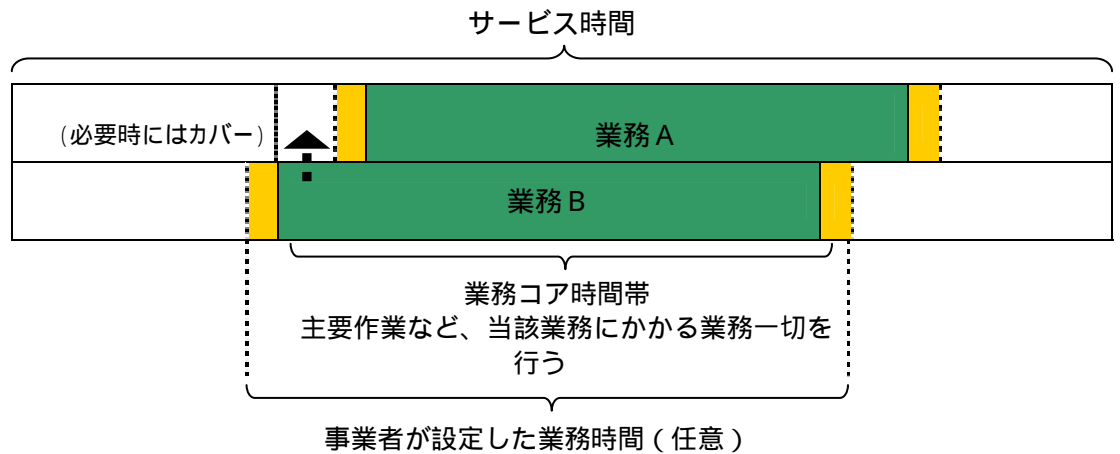 サービス時間
(必要時にはカバー)
業務A
業務B
業務コア時間帯
主要作業など、当該業務にかかる業務一切を
行う
事業者が設定した業務時間(任意)